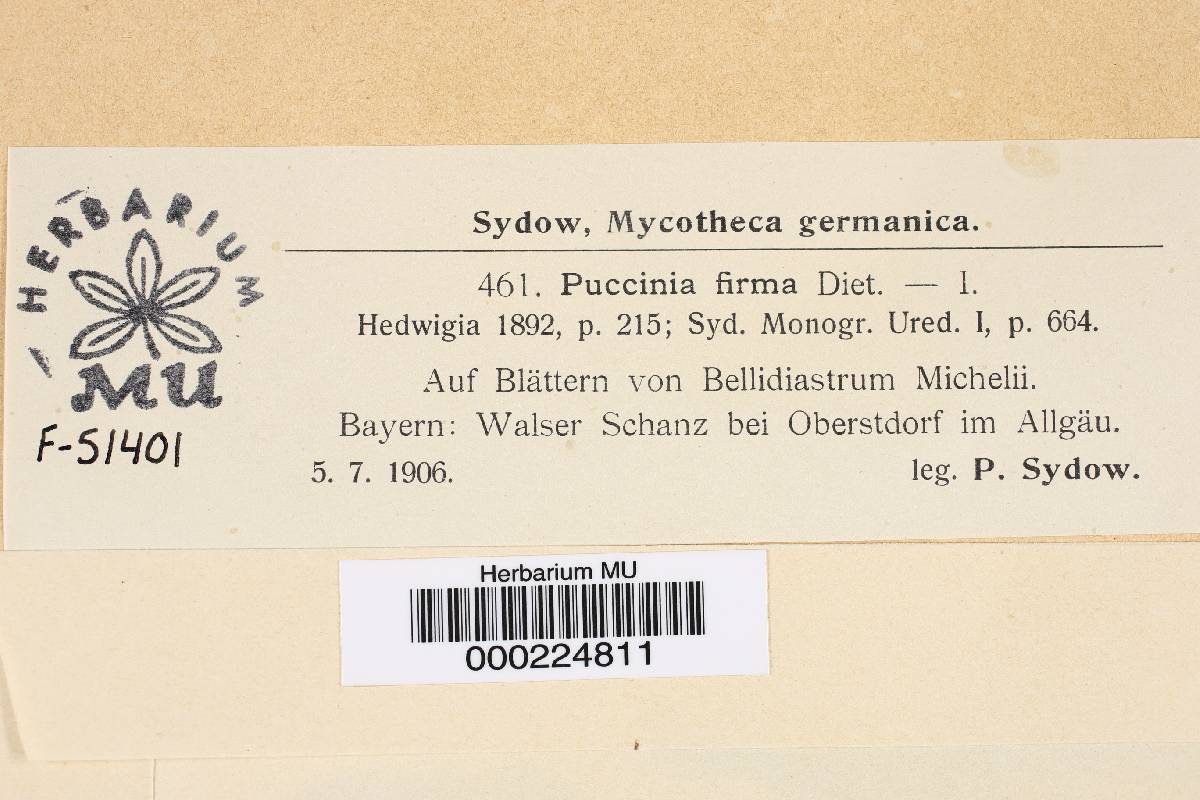 Sydow, Mycotheca germanica.
461. Puccinia firma Diet. — I.
Hedwigia 1892, p. 215; Syd. Monogr. Ured. I, p. 664.
Auf Blättern von Bellidiastrum Michelii.
Bayern: Walser Schanz bei Oberstdorf im Allgäu.
5. 7. 1906. leg. P. Sydow.
HERBARIUM
MU
F-51401
Herbarium MU
000224811